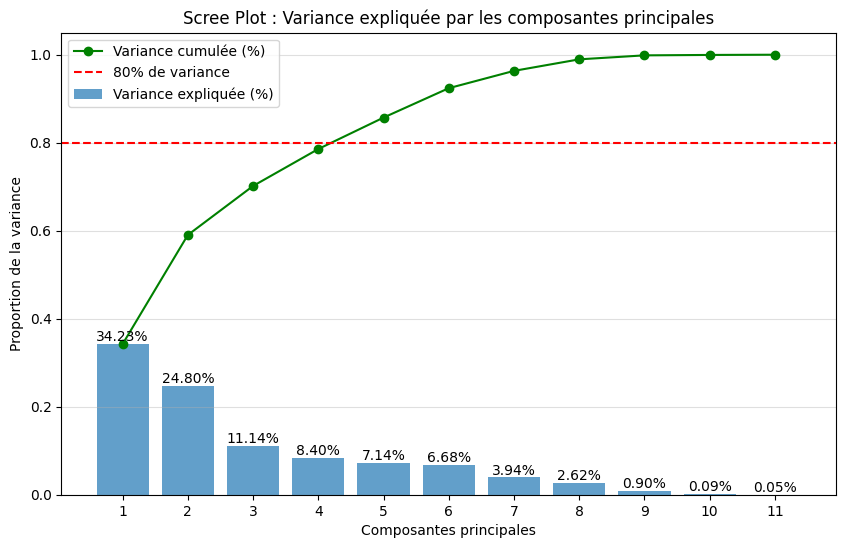 Scree Plot : Variance expliquée par les composantes principales
Variance cumulée (%)
80% de variance
Variance expliquée (%)
Proportion de la variance
1.0
0.8
0.6
0.4
0.2
0.0
34.23%
24.80%
11.14%
8.40%
7.14%
6.68%
3.94%
2.62%
0.90%
0.09%
0.05%
1 2 3 4 5 6 7 8 9 10 11
Composantes principales